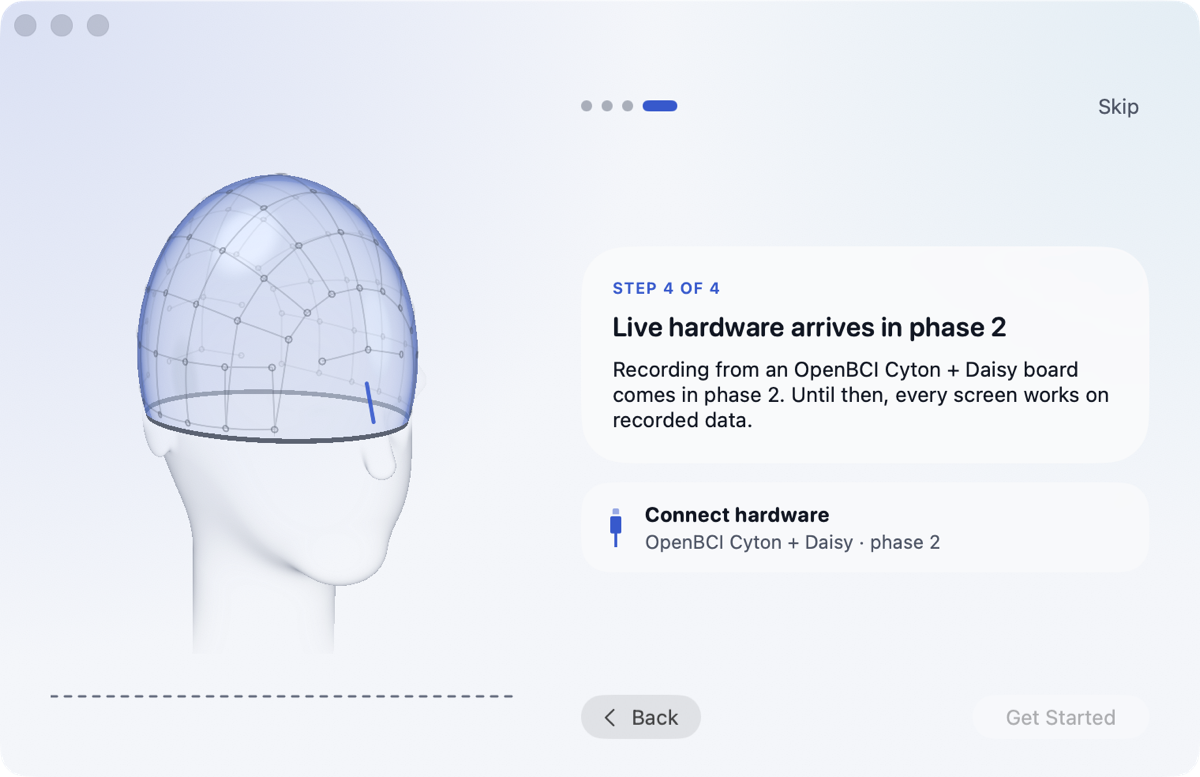 Skip
STEP 4 OF 4
Live hardware arrives in phase 2
Recording from an OpenBCI Cyton + Daisy board
comes in phase 2. Until then, every screen works on
recorded data.
Connect hardware
OpenBCI Cyton + Daisy · phase 2
Back
Get Started